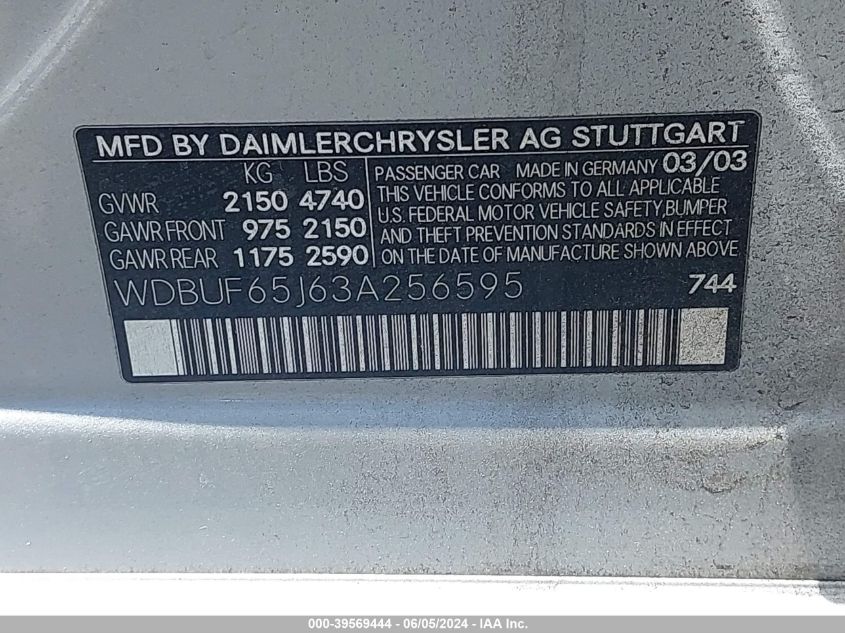 MFD BY DAIMLERCHRYSLER AG STUTTGART
KG LBS
GVWR 2150 4740
GAWR FRONT 975 2150
GAWR REAR 1175 2590
PASSENGER CAR MADE IN GERMANY 03/03
THIS VEHICLE CONFORMS TO ALL APPLICABLE
U.S. FEDERAL MOTOR VEHICLE SAFETY,BUMPER
AND THEFT PREVENTION STANDARDS IN EFFECT
ON THE DATE OF MANUFACTURE SHOWN ABOVE
WDBUF65J63A256595 744
000-39569444 - 06/05/2024 - IAA Inc.